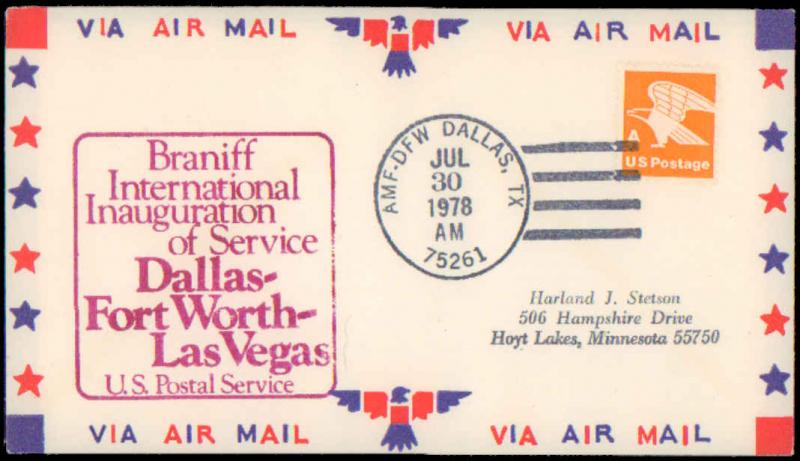 VIA AIR MAIL
VIA AIR MAIL
A
US Postage
AMF-DFW DALLAS, TX
JUL
30
1978
AM
75261
Braniff
International
Inauguration
of Service
Dallas-
Fort Worth-
Las Vegas
U.S. Postal Service
Harland J. Stetson
506 Hampshire Drive
Hoyt Lakes, Minnesota 55750
VIA AIR MAIL
VIA AIR MAIL